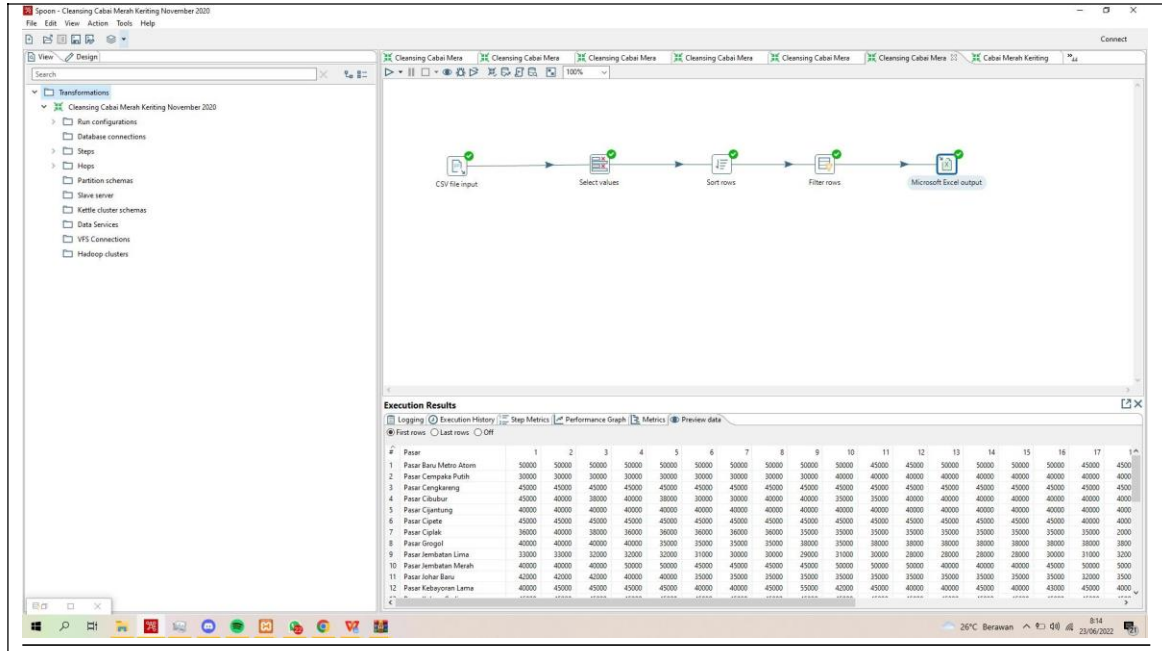 Spoon - Cleansing Cabai Merah Keriting November 2020
File Edit View Action Tools Help
Connect
View Design
Search
Transformations
Cleansing Cabai Merah Keriting November 2020
Run configurations
Database connections
Steps
Hops
Partition schemas
Slave server
Kettle cluster schemas
Data Services
VFS Connections
Hadoop clusters
Cleansing Cabai Mera Cleansing Cabai Mera Cleansing Cabai Mera Cleansing Cabai Mera Cleansing Cabai Mera Cleansing Cabai Mera Cabai Merah Keriting
100%
CSV file input Select values Sort rows Filter rows Microsoft Excel output
Execution Results
Logging Execution History Step Metrics Performance Graph Metrics Preview data
First rows Last rows Off
# Pasar 1 2 3 4 5 6 7 8 9 10 11 12 13 14 15 16 17
1 Pasar Baru Metro Atom 50000 50000 50000 50000 50000 50000 50000 50000 50000 50000 45000 45000 50000 50000 50000 50000 45000 4500
2 Pasar Cempaka Putih 30000 30000 30000 30000 30000 30000 30000 30000 30000 40000 40000 40000 40000 40000 40000 40000 40000 4000
3 Pasar Cengkareng 45000 45000 45000 45000 45000 45000 45000 45000 45000 45000 45000 45000 45000 45000 45000 45000 45000 4500
4 Pasar Cibubur 45000 40000 38000 40000 38000 30000 30000 40000 40000 35000 35000 40000 40000 40000 40000 40000 40000 4000
5 Pasar Cijantung 40000 40000 40000 40000 40000 40000 40000 40000 40000 40000 40000 40000 40000 40000 40000 40000 40000 4000
6 Pasar Cipete 45000 45000 45000 45000 45000 45000 45000 45000 45000 45000 45000 45000 45000 45000 45000 40000 40000 4000
7 Pasar Ciplak 36000 40000 38000 36000 36000 36000 36000 36000 35000 35000 35000 35000 35000 35000 35000 35000 35000 2000
8 Pasar Grogol 40000 40000 40000 40000 35000 35000 35000 35000 38000 35000 38000 38000 38000 38000 38000 38000 38000 3800
9 Pasar Jembatan Lima 33000 33000 32000 32000 32000 31000 30000 30000 29000 31000 30000 28000 28000 28000 28000 30000 31000 3200
10 Pasar Jembatan Merah 40000 40000 40000 50000 50000 45000 45000 45000 50000 50000 50000 50000 40000 40000 40000 45000 50000 5000
11 Pasar Johar Baru 42000 42000 42000 40000 40000 35000 35000 35000 35000 35000 35000 35000 35000 35000 35000 35000 32000 3500
12 Pasar Kebayoran Lama 40000 45000 45000 45000 40000 45000 40000 45000 55000 42000 40000 45000 45000 40000 40000 43000 45000 4000
26°C Berawan
8:14
23/06/2022